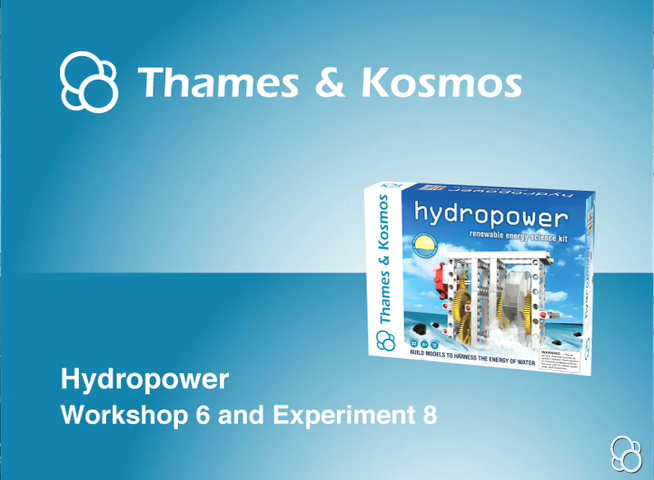 Thames & Kosmos
hydropower
renewable energy science kit
Thames & Kosmos
BUILD MODELS TO HARNESS THE ENERGY OF WATER
WARNING
Hydropower
Workshop 6 and Experiment 8